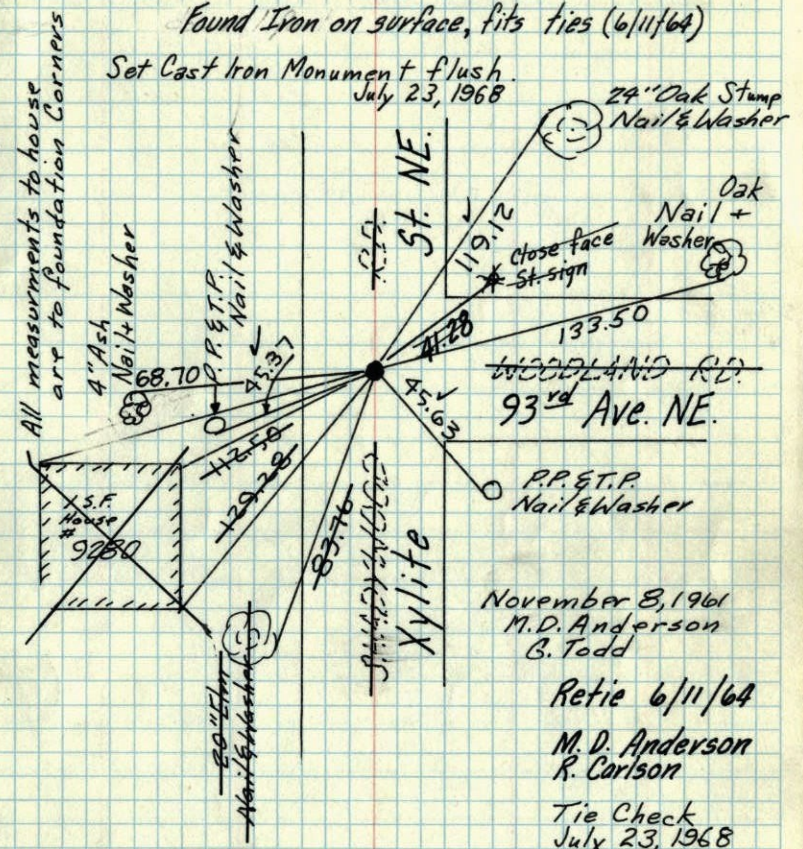 Found Iron on surface, fits ties (6/11/64)
Set Cast Iron Monument flush.
July 23, 1968
All measurments to house
are to foundation Corners
24" Oak Stump
Nail & Washer
Oak
Nail +
Washer
St. NE.
RD.
119.12
Close face
St. sign
41.28
133.50
WOODLAND RD.
93rd Ave. NE.
4" Ash
Nail + Washer
P.P. & T.P.
Nail & Washer
68.70
45.37
45.63
112.50
129.28
83.76
P.P. & T.P.
Nail & Washer
1 S.F.
House
#
9280
Xylite
20" Elm
Nail & Washer
November 8, 1961
M.D. Anderson
G. Todd
Retie 6/11/64
M.D. Anderson
R. Carlson
Tie Check
July 23, 1968